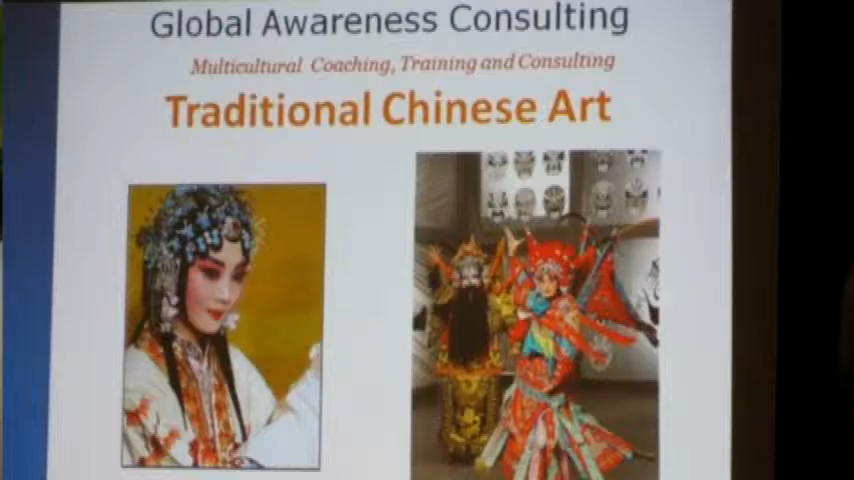 Global Awareness Consulting
Multicultural Coaching, Training and Consulting
Traditional Chinese Art